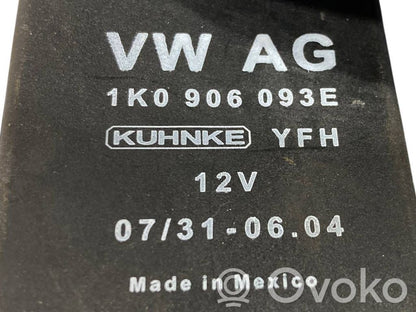 VW AG
1K0 906 093E
KUHNKE YFH
12V
07/31-06.04
Made in Mexico
Ovoko